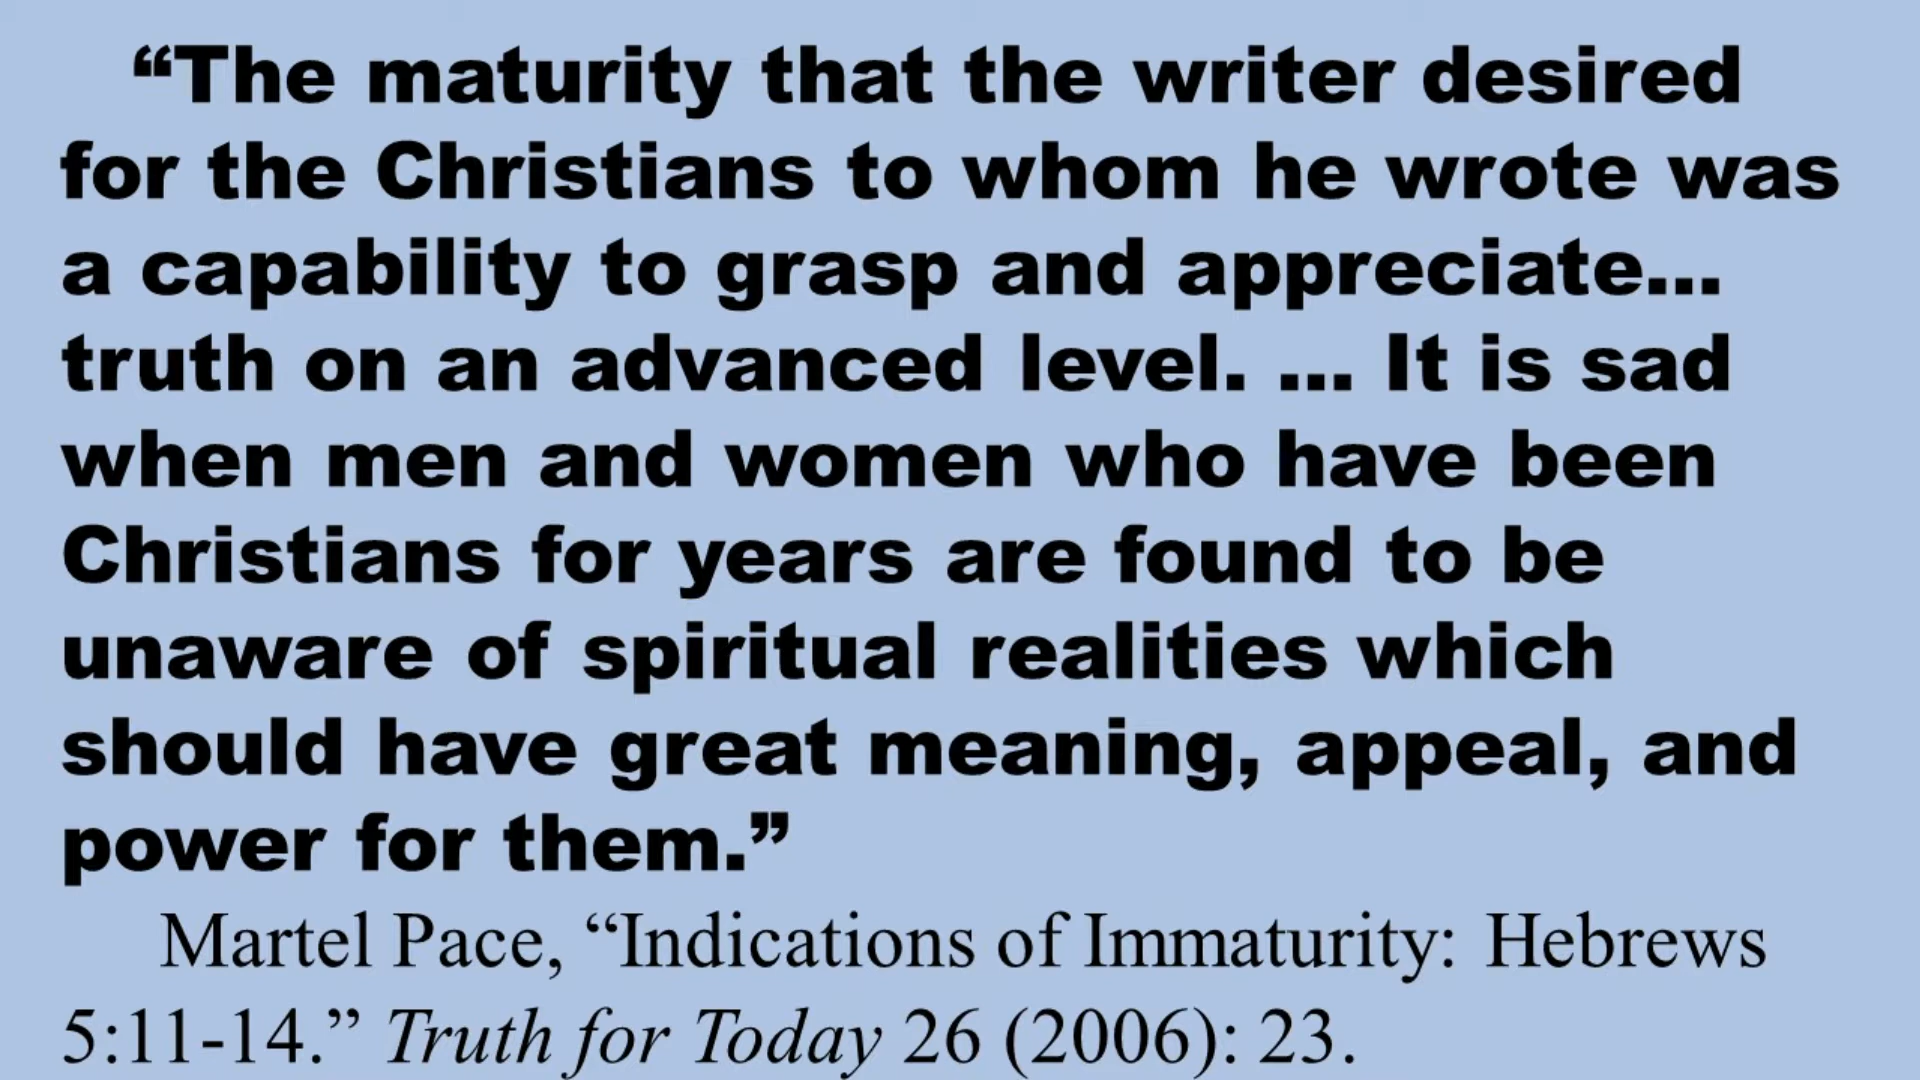 “The maturity that the writer desired
for the Christians to whom he wrote was
a capability to grasp and appreciate...
truth on an advanced level. ... It is sad
when men and women who have been
Christians for years are found to be
unaware of spiritual realities which
should have great meaning, appeal, and
power for them.”
Martel Pace, “Indications of Immaturity: Hebrews
5:11-14.” Truth for Today 26 (2006): 23.